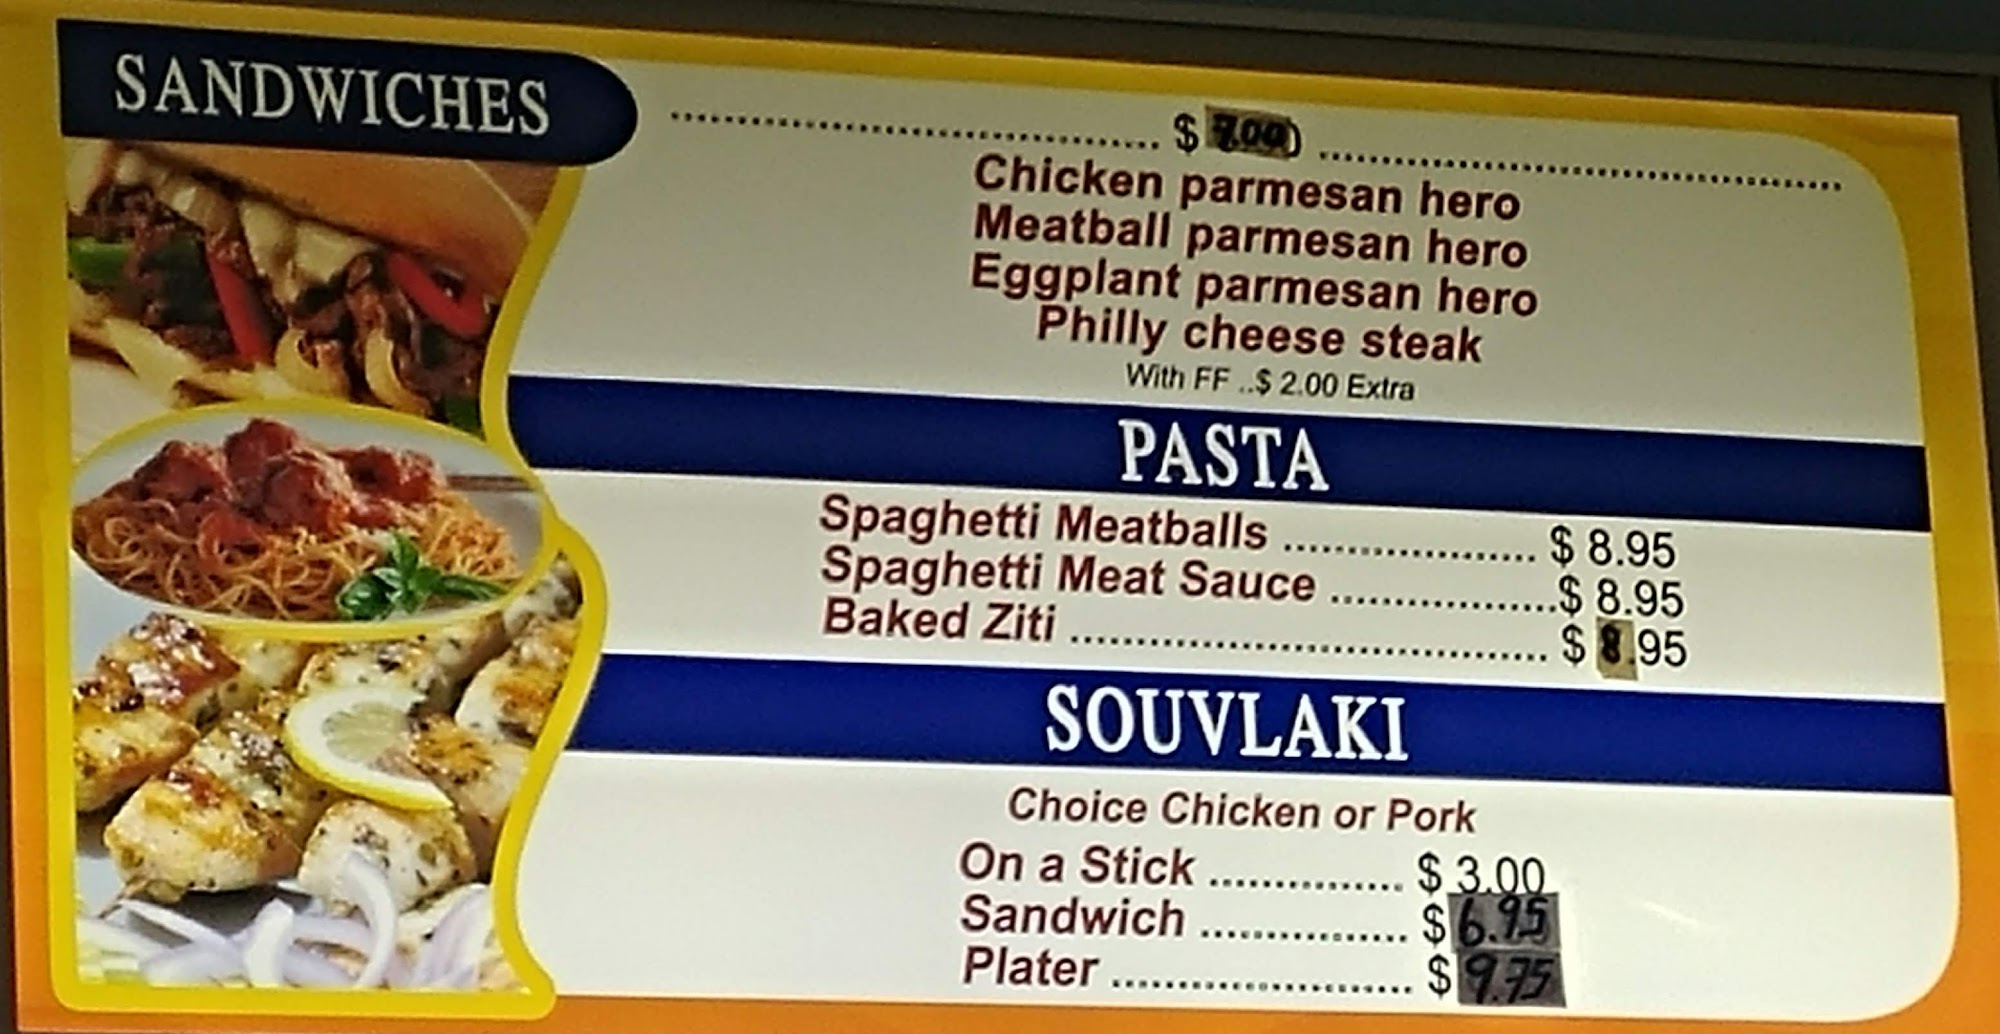 SANDWICHES
$ 7.00
Chicken parmesan hero
Meatball parmesan hero
Eggplant parmesan hero
Philly cheese steak
With FF ..$ 2.00 Extra
PASTA
Spaghetti Meatballs ................... $ 8.95
Spaghetti Meat Sauce .................$ 8.95
Baked Ziti .................................... $ 8.95
SOUVLAKI
Choice Chicken or Pork
On a Stick ............... $ 3.00
Sandwich ................ $ 6.95
Plater ....................... $ 9.75